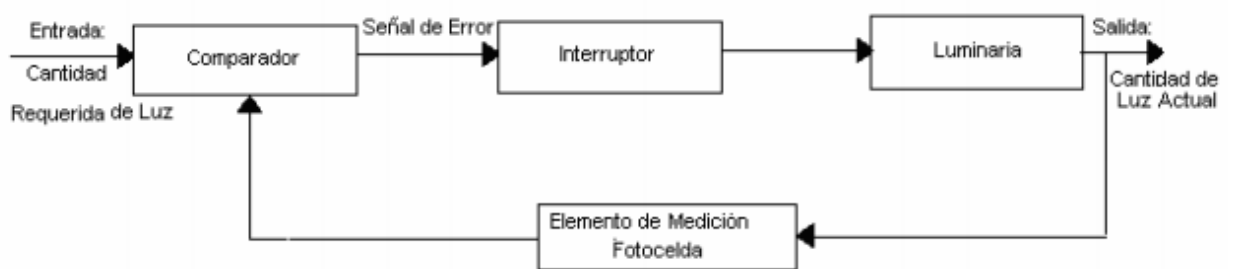 Entrada:
Cantidad
Requerida de Luz
Comparador
Señal de Error
Interruptor
Luminaria
Salida:
Cantidad de
Luz Actual
Elemento de Medición
Fotocelda